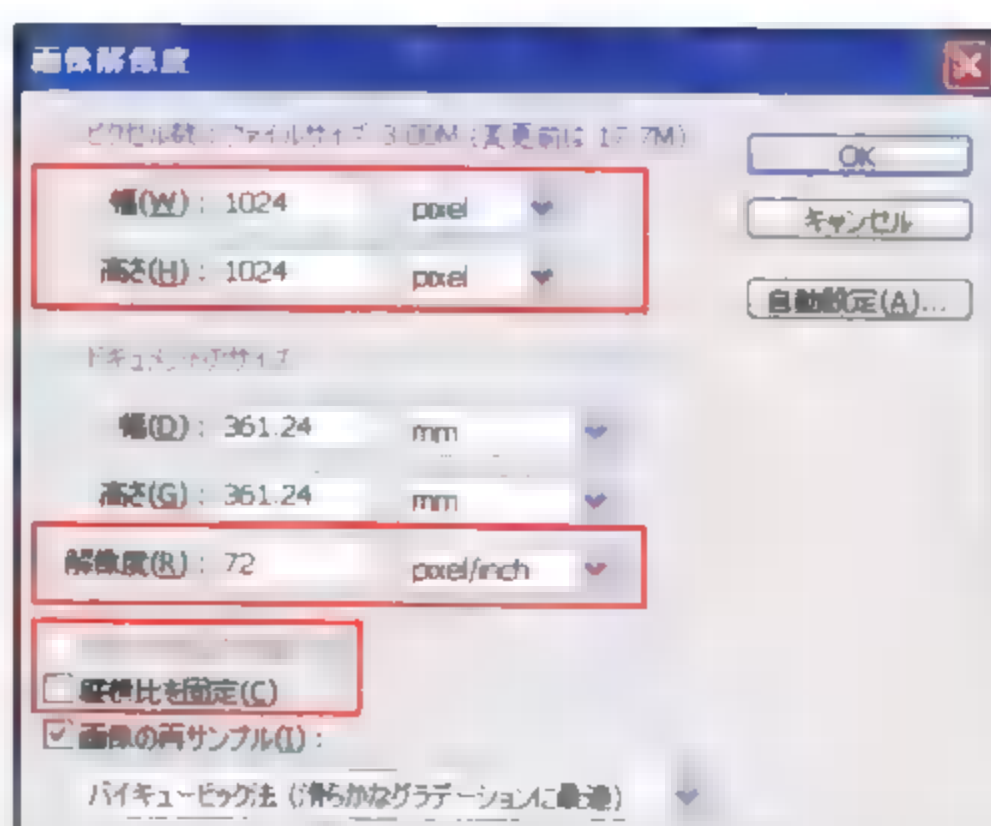 画像解像度
ピクセル数 : ファイルサイズ 3.00M (変更前は 17.7M)
OK
幅(W) : 1024 pixel
キャンセル
高さ(H) : 1024 pixel
自動設定(A)...
ドキュメントのサイズ
幅(D) : 361.24 mm
高さ(G) : 361.24 mm
解像度(R) : 72 pixel/inch
縦横比を固定(C)
画像の再サンプル(I) :
バイキュービック法 (滑らかなグラデーションに最適)